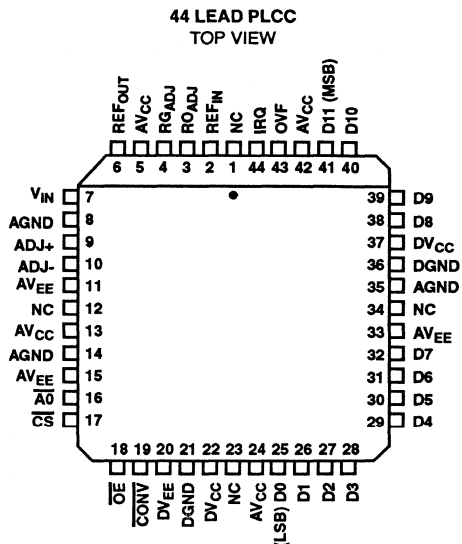 44 LEAD PLCC
TOP VIEW
REFOUT
AVCC
RGADJ
ROADJ
REFIN
NC
IRQ
OVF
AVCC
D11 (MSB)
D10
6 5 4 3 2 1 44 43 42 41 40
VIN 7
AGND 8
ADJ+ 9
ADJ- 10
AVEE 11
NC 12
AVCC 13
AGND 14
AVEE 15
A0 16
CS 17
39 D9
38 D8
37 DVCC
36 DGND
35 AGND
34 NC
33 AVEE
32 D7
31 D6
30 D5
29 D4
18 19 20 21 22 23 24 25 26 27 28
OE
CONV
DVEE
DGND
DVCC
NC
AVCC
(LSB) D0
D1
D2
D3